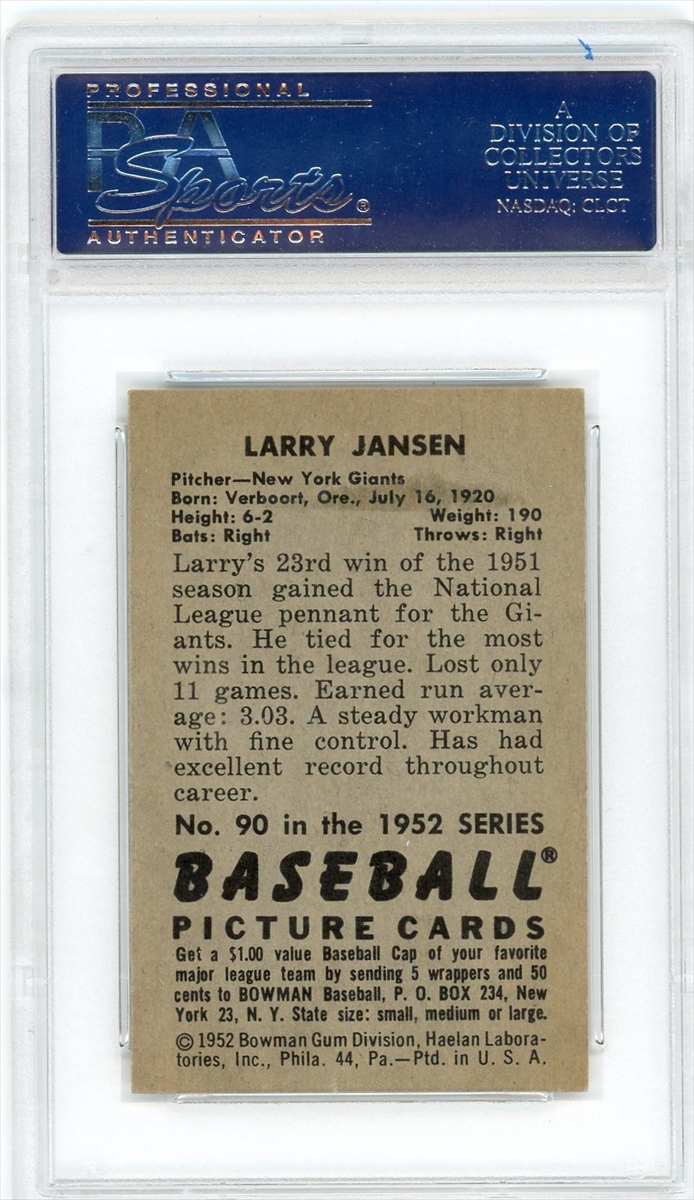 PROFESSIONAL
PSA
Sports®
AUTHENTICATOR
A
DIVISION OF
COLLECTORS
UNIVERSE
NASDAQ: CLCT
LARRY JANSEN
Pitcher—New York Giants
Born: Verboort, Ore., July 16, 1920
Height: 6-2 Weight: 190
Bats: Right Throws: Right
Larry's 23rd win of the 1951
season gained the National
League pennant for the Gi-
ants. He tied for the most
wins in the league. Lost only
11 games. Earned run aver-
age: 3.03. A steady workman
with fine control. Has had
excellent record throughout
career.
No. 90 in the 1952 SERIES
BASEBALL®
PICTURE CARDS
Get a $1.00 value Baseball Cap of your favorite
major league team by sending 5 wrappers and 50
cents to BOWMAN Baseball, P. O. BOX 234, New
York 23, N. Y. State size: small, medium or large.
© 1952 Bowman Gum Division, Haelan Labora-
tories, Inc., Phila. 44, Pa.—Ptd. in U. S. A.